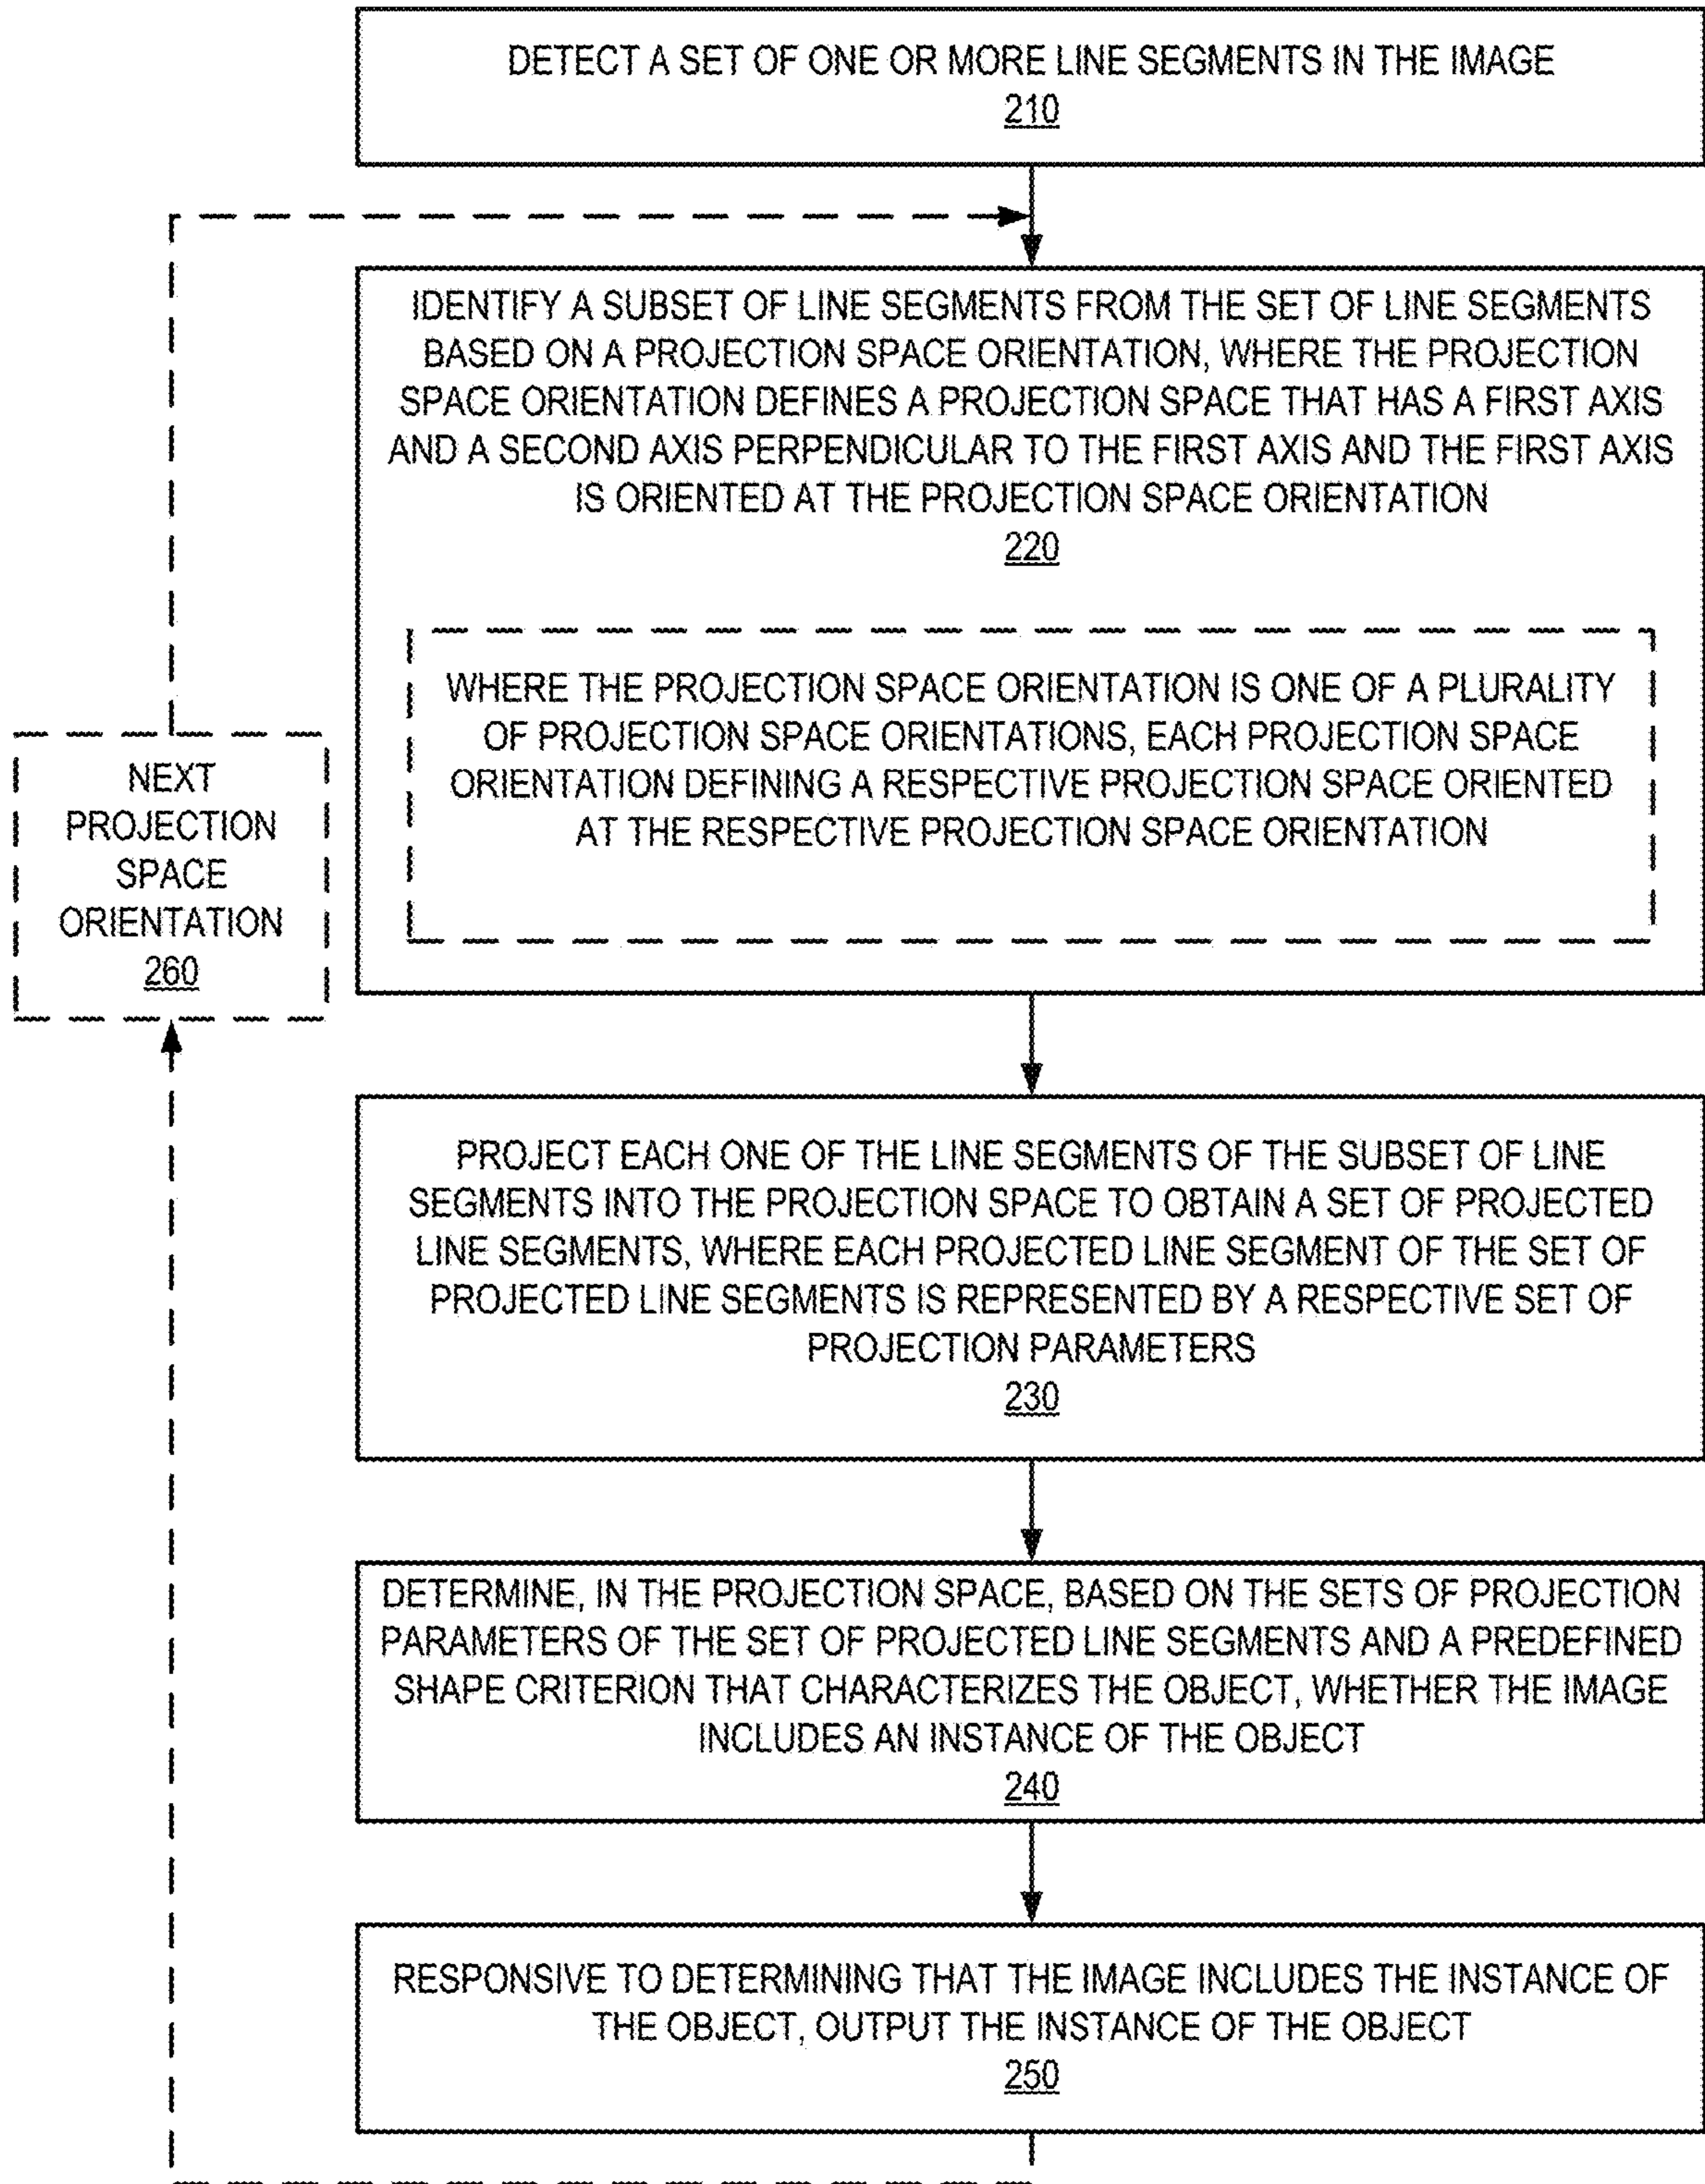 DETECT A SET OF ONE OR MORE LINE SEGMENTS IN THE IMAGE
210
IDENTIFY A SUBSET OF LINE SEGMENTS FROM THE SET OF LINE SEGMENTS
BASED ON A PROJECTION SPACE ORIENTATION, WHERE THE PROJECTION
SPACE ORIENTATION DEFINES A PROJECTION SPACE THAT HAS A FIRST AXIS
AND A SECOND AXIS PERPENDICULAR TO THE FIRST AXIS AND THE FIRST AXIS
IS ORIENTED AT THE PROJECTION SPACE ORIENTATION
220
WHERE THE PROJECTION SPACE ORIENTATION IS ONE OF A PLURALITY
OF PROJECTION SPACE ORIENTATIONS, EACH PROJECTION SPACE
ORIENTATION DEFINING A RESPECTIVE PROJECTION SPACE ORIENTED
AT THE RESPECTIVE PROJECTION SPACE ORIENTATION
NEXT
PROJECTION
SPACE
ORIENTATION
260
PROJECT EACH ONE OF THE LINE SEGMENTS OF THE SUBSET OF LINE
SEGMENTS INTO THE PROJECTION SPACE TO OBTAIN A SET OF PROJECTED
LINE SEGMENTS, WHERE EACH PROJECTED LINE SEGMENT OF THE SET OF
PROJECTED LINE SEGMENTS IS REPRESENTED BY A RESPECTIVE SET OF
PROJECTION PARAMETERS
230
DETERMINE, IN THE PROJECTION SPACE, BASED ON THE SETS OF PROJECTION
PARAMETERS OF THE SET OF PROJECTED LINE SEGMENTS AND A PREDEFINED
SHAPE CRITERION THAT CHARACTERIZES THE OBJECT, WHETHER THE IMAGE
INCLUDES AN INSTANCE OF THE OBJECT
240
RESPONSIVE TO DETERMINING THAT THE IMAGE INCLUDES THE INSTANCE OF
THE OBJECT, OUTPUT THE INSTANCE OF THE OBJECT
250